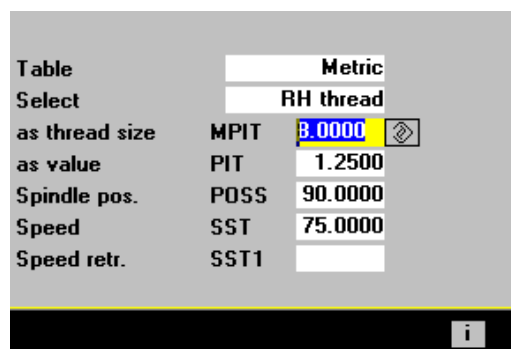 Table Metric
Select RH thread
as thread size MPIT 8.0000
as value PIT 1.2500
Spindle pos. POSS 90.0000
Speed SST 75.0000
Speed retr. SST1
i